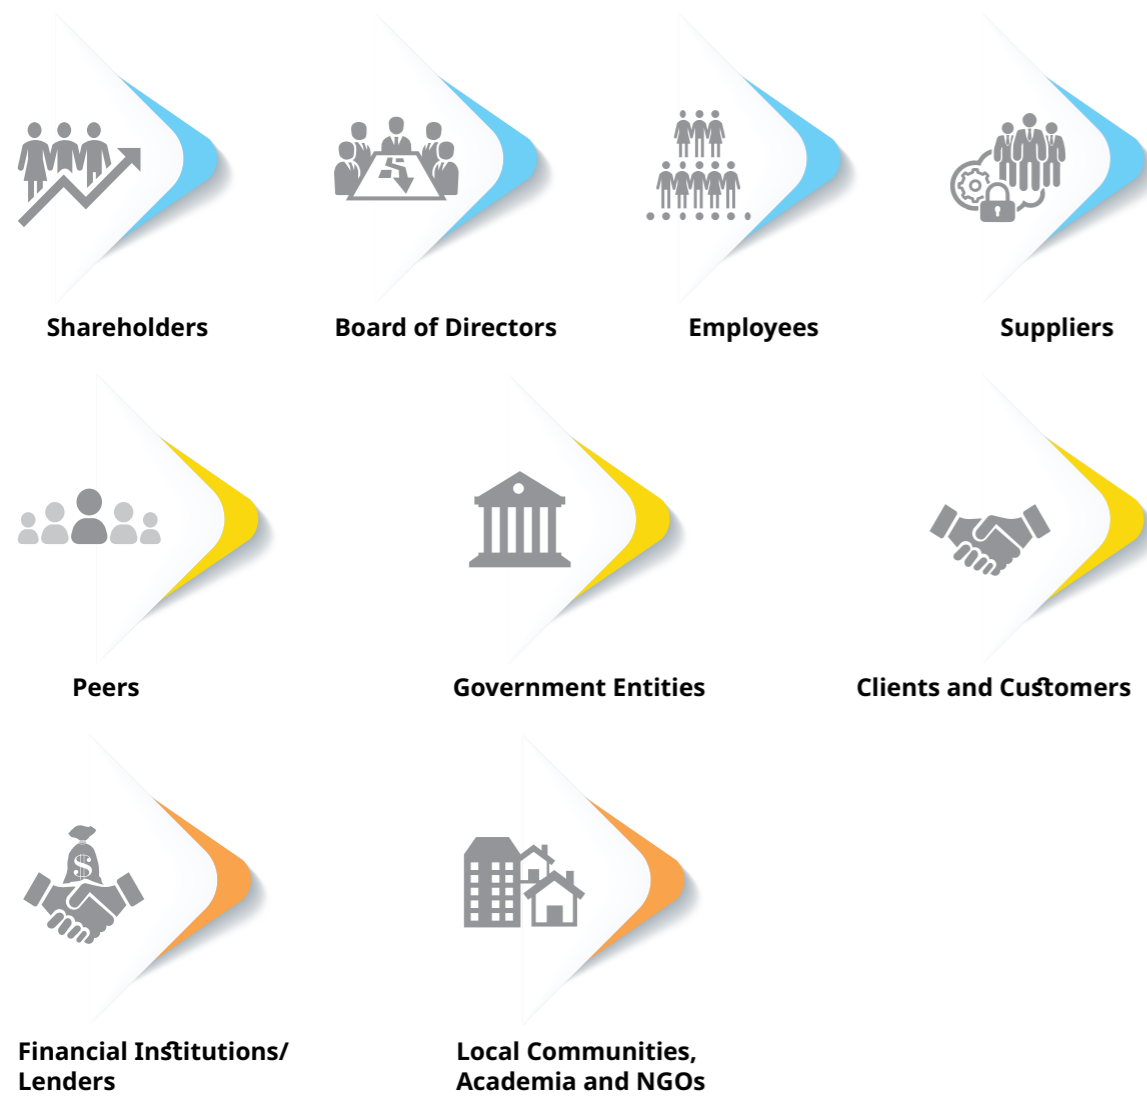 Shareholders
Board of Directors
Employees
Suppliers
Peers
Government Entities
Clients and Customers
$
Financial Institutions/
Lenders
Local Communities,
Academia and NGOs